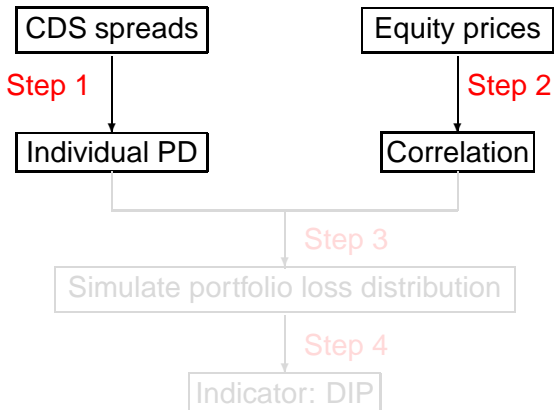 CDS spreads
Equity prices
Step 1
Step 2
Individual PD
Correlation
Step 3
Simulate portfolio loss distribution
Step 4
Indicator: DIP